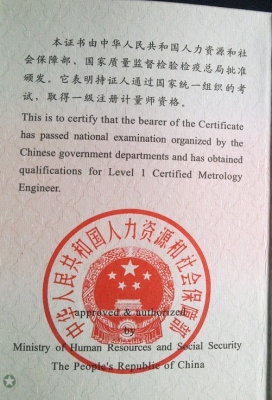 本证书由中华人民共和国人力资源和社
会保障部、国家质量监督检验检疫总局批准
颁发。它表明持证人通过国家统一组织的考
试，取得一级注册计量师资格。
This is to certify that the bearer of the Certificate
has passed national examination organized by the
Chinese government departments and has obtained
qualifications for Level 1 Certified Metrology
Engineer.
中华人民共和国人力资源和社会保障部
approved & authorized
by
Ministry of Human Resources and Social Security
The People's Republic of China